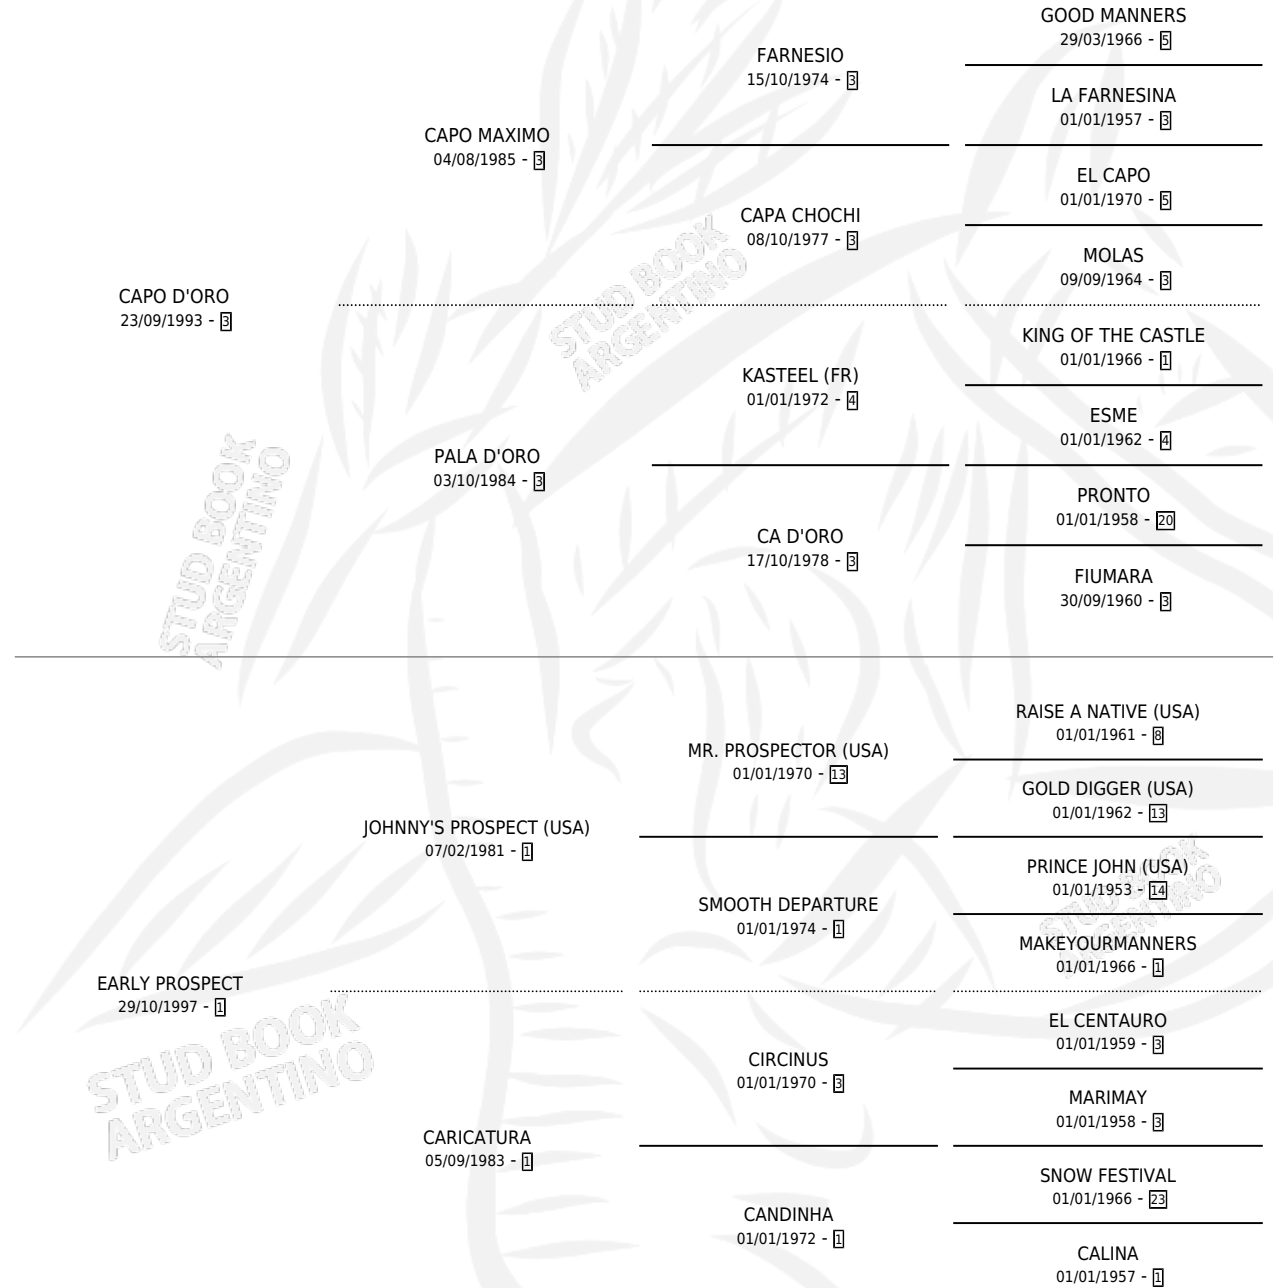 GOOD MANNERS
29/03/1966 - 5
FARNESIO
15/10/1974 - 3
LA FARNESINA
01/01/1957 - 3
CAPO MAXIMO
04/08/1985 - 3
EL CAPO
01/01/1970 - 5
CAPA CHOCHI
08/10/1977 - 3
MOLAS
09/09/1964 - 3
CAPO D'ORO
23/09/1993 - 3
KING OF THE CASTLE
01/01/1966 - 1
KASTEEL (FR)
01/01/1972 - 4
ESME
01/01/1962 - 4
PALA D'ORO
03/10/1984 - 3
PRONTO
01/01/1958 - 20
CA D'ORO
17/10/1978 - 3
FIUMARA
30/09/1960 - 3
RAISE A NATIVE (USA)
01/01/1961 - 8
MR. PROSPECTOR (USA)
01/01/1970 - 13
GOLD DIGGER (USA)
01/01/1962 - 13
JOHNNY'S PROSPECT (USA)
07/02/1981 - 1
PRINCE JOHN (USA)
01/01/1953 - 14
SMOOTH DEPARTURE
01/01/1974 - 1
MAKEYOURMANNERS
01/01/1966 - 1
EARLY PROSPECT
29/10/1997 - 1
EL CENTAURO
01/01/1959 - 3
CIRCINUS
01/01/1970 - 3
MARIMAY
01/01/1958 - 3
CARICATURA
05/09/1983 - 1
SNOW FESTIVAL
01/01/1966 - 23
CANDINHA
01/01/1972 - 1
CALINA
01/01/1957 - 1
STUD BOOK
ARGENTINO
STUD BOOK
ARGENTINO
STUD BOOK
ARGENTINO
STUD BOOK
ARGENTINO